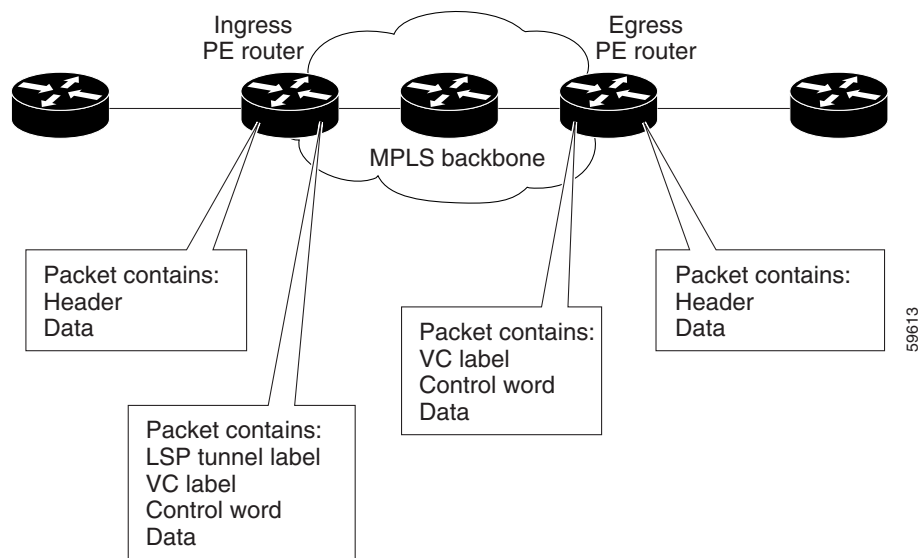 Ingress
PE router
Egress
PE router
MPLS backbone
Packet contains:
Header
Data
Packet contains:
LSP tunnel label
VC label
Control word
Data
Packet contains:
VC label
Control word
Data
Packet contains:
Header
Data
59613